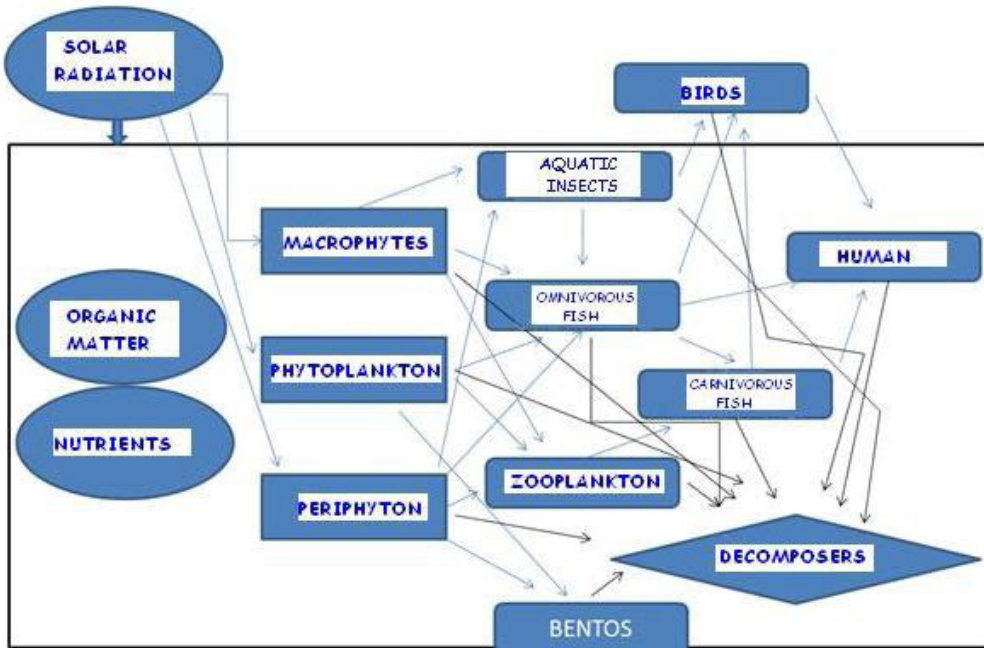 SOLAR
RADIATION
BIRDS
AQUATIC
INSECTS
MACROPHYTES
HUMAN
ORGANIC
MATTER
OMNIVOROUS
FISH
PHYTOPLANKTON
CARNIVOROUS
FISH
NUTRIENTS
ZOOPLANKTON
PERIPHYTON
DECOMPOSERS
BENTOS